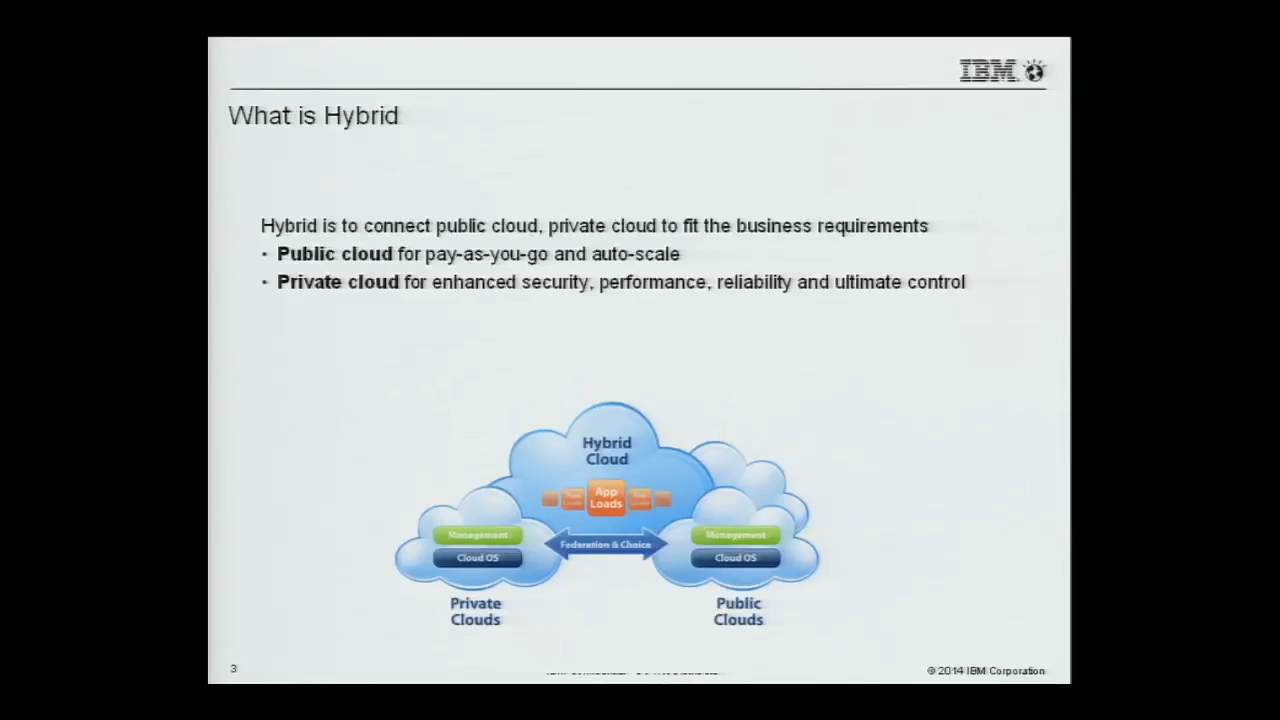 IBM
What is Hybrid
Hybrid is to connect public cloud, private cloud to fit the business requirements
• Public cloud for pay-as-you-go and auto-scale
• Private cloud for enhanced security, performance, reliability and ultimate control
Hybrid
Cloud
App
Loads
Management
Federation & Choice
Management
Cloud OS
Cloud OS
Private
Clouds
Public
Clouds
3
© 2014 IBM Corporation